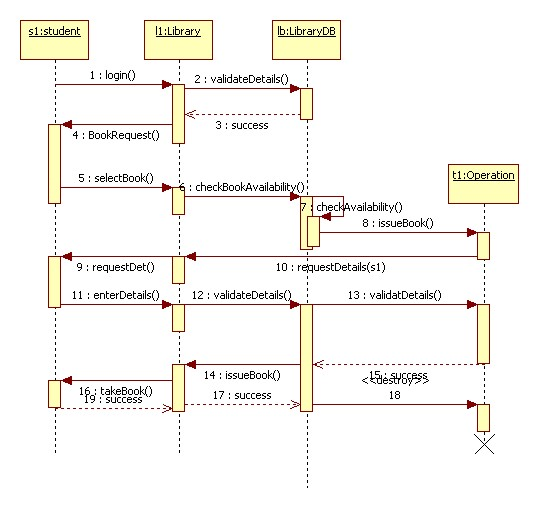 s1:student
l1:Library
lb:LibraryDB
1 : login()
2 : validateDetails()
3 : success
4 : BookRequest()
5 : selectBook()
t1:Operation
6 : checkBookAvailability()
7 : checkAvailability()
8 : issueBook()
9 : requestDet()
10 : requestDetails(s1)
11 : enterDetails()
12 : validateDetails()
13 : validatDetails()
14 : issueBook()
15 : success
<<destroy>>
16 : takeBook()
17 : success
18
19 : success